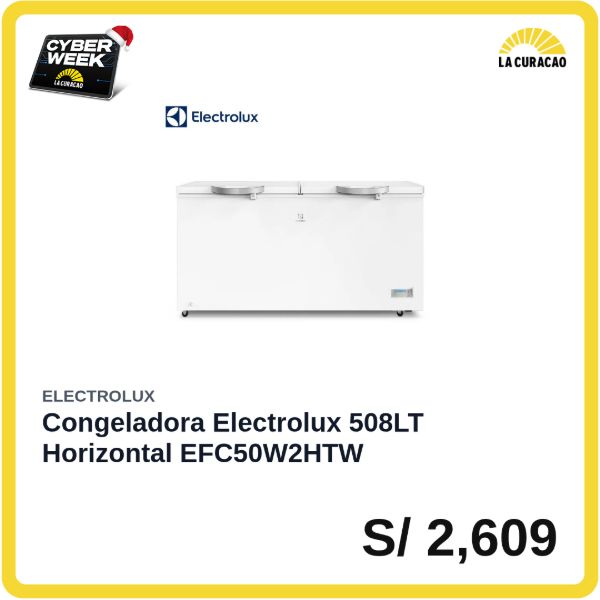 CYBER
WEEK
LA CURACAO
LA CURACAO
Electrolux
ELECTROLUX
Congeladora Electrolux 508LT
Horizontal EFC50W2HTW
S/ 2,609